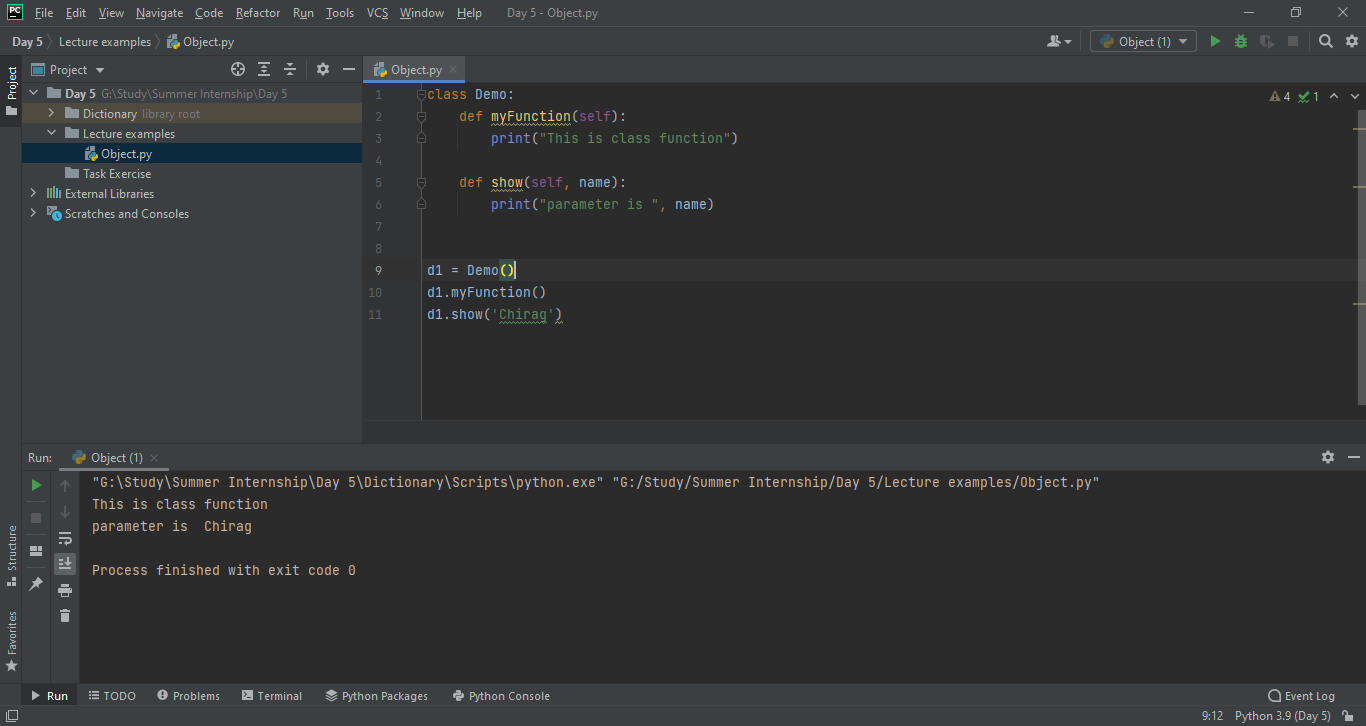 PC File Edit View Navigate Code Refactor Run Tools VCS Window Help Day 5 - Object.py
Day 5 Lecture examples Object.py Object (1)
Project
Project
Day 5 G:\Study\Summer Internship\Day 5
Dictionary library root
Lecture examples
Object.py
Task Exercise
External Libraries
Scratches and Consoles
Object.py
4 1
1 class Demo:
2 def myFunction(self):
3 print("This is class function")
4
5 def show(self, name):
6 print("parameter is ", name)
7
8
9 d1 = Demo()
10 d1.myFunction()
11 d1.show('Chirag')
Run: Object (1)
"G:\Study\Summer Internship\Day 5\Dictionary\Scripts\python.exe" "G:/Study/Summer Internship/Day 5/Lecture examples/Object.py"
This is class function
parameter is  Chirag
Process finished with exit code 0
Structure
Favorites
Run TODO Problems Terminal Python Packages Python Console Event Log
9:12 Python 3.9 (Day 5)